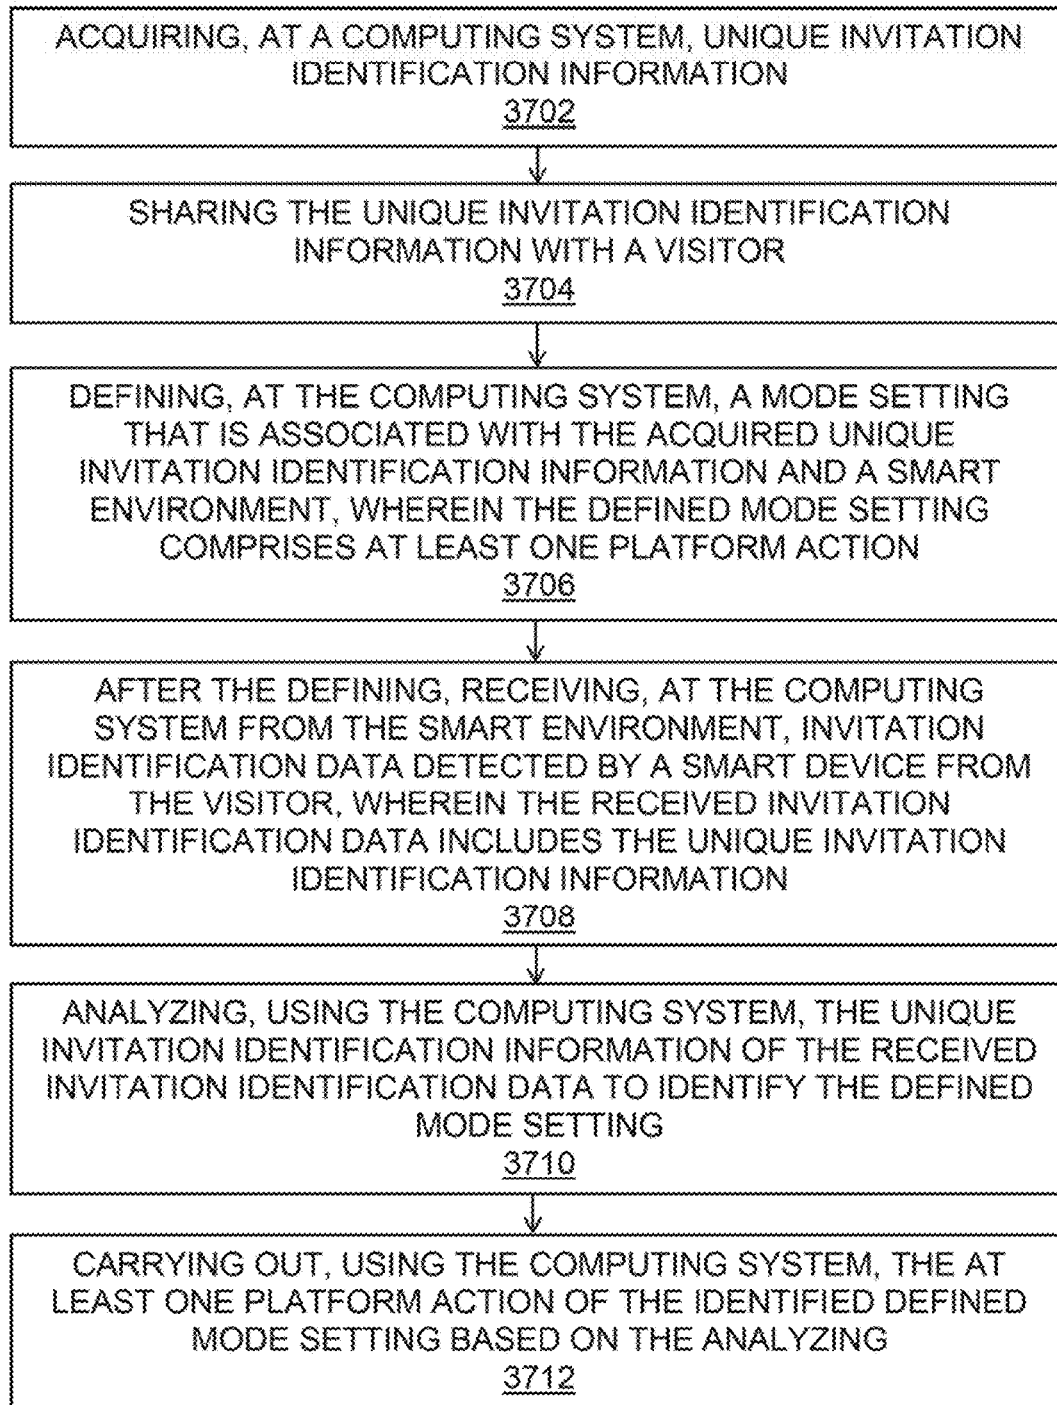 ACQUIRING, AT A COMPUTING SYSTEM, UNIQUE INVITATION
IDENTIFICATION INFORMATION
3702
SHARING THE UNIQUE INVITATION IDENTIFICATION
INFORMATION WITH A VISITOR
3704
DEFINING, AT THE COMPUTING SYSTEM, A MODE SETTING
THAT IS ASSOCIATED WITH THE ACQUIRED UNIQUE
INVITATION IDENTIFICATION INFORMATION AND A SMART
ENVIRONMENT, WHEREIN THE DEFINED MODE SETTING
COMPRISES AT LEAST ONE PLATFORM ACTION
3706
AFTER THE DEFINING, RECEIVING, AT THE COMPUTING
SYSTEM FROM THE SMART ENVIRONMENT, INVITATION
IDENTIFICATION DATA DETECTED BY A SMART DEVICE FROM
THE VISITOR, WHEREIN THE RECEIVED INVITATION
IDENTIFICATION DATA INCLUDES THE UNIQUE INVITATION
IDENTIFICATION INFORMATION
3708
ANALYZING, USING THE COMPUTING SYSTEM, THE UNIQUE
INVITATION IDENTIFICATION INFORMATION OF THE RECEIVED
INVITATION IDENTIFICATION DATA TO IDENTIFY THE DEFINED
MODE SETTING
3710
CARRYING OUT, USING THE COMPUTING SYSTEM, THE AT
LEAST ONE PLATFORM ACTION OF THE IDENTIFIED DEFINED
MODE SETTING BASED ON THE ANALYZING
3712